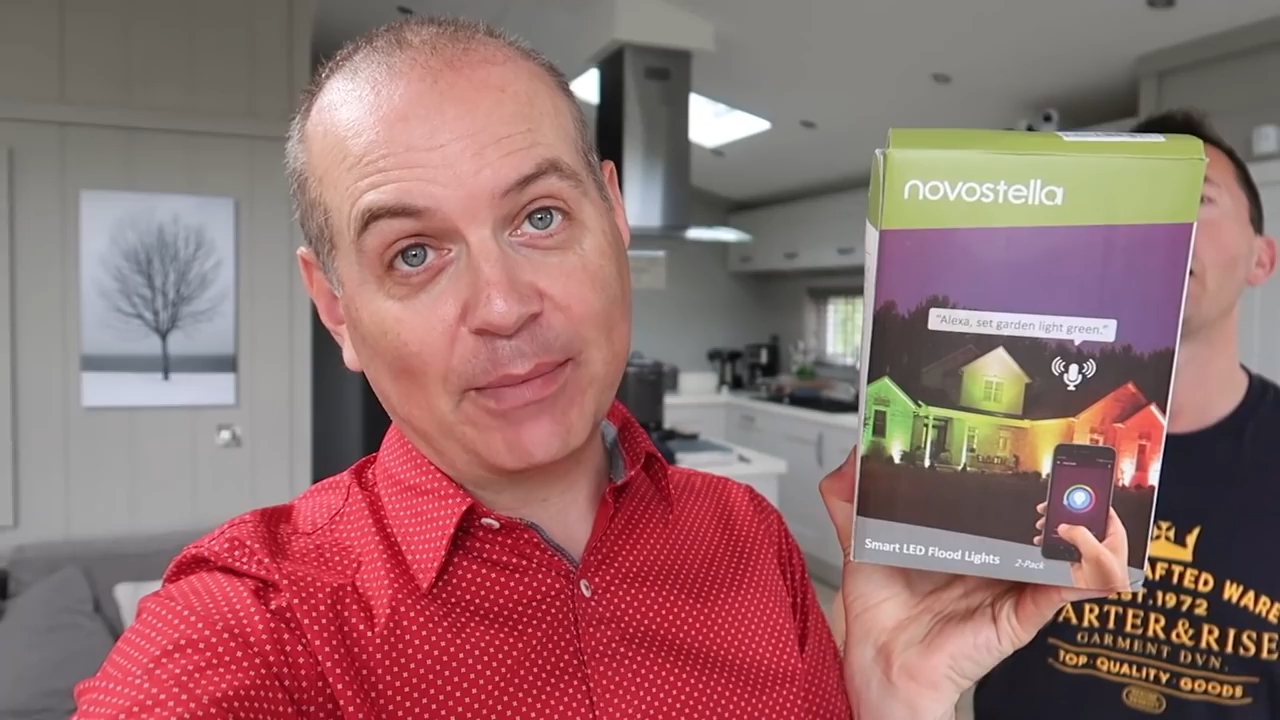 novostella
"Alexa, set garden light green."
Smart LED Flood Lights 2-Pack
AFTED WARE
EST.1972
ARTER&RISE
GARMENT DVN.
TOP·QUALITY·GOODS